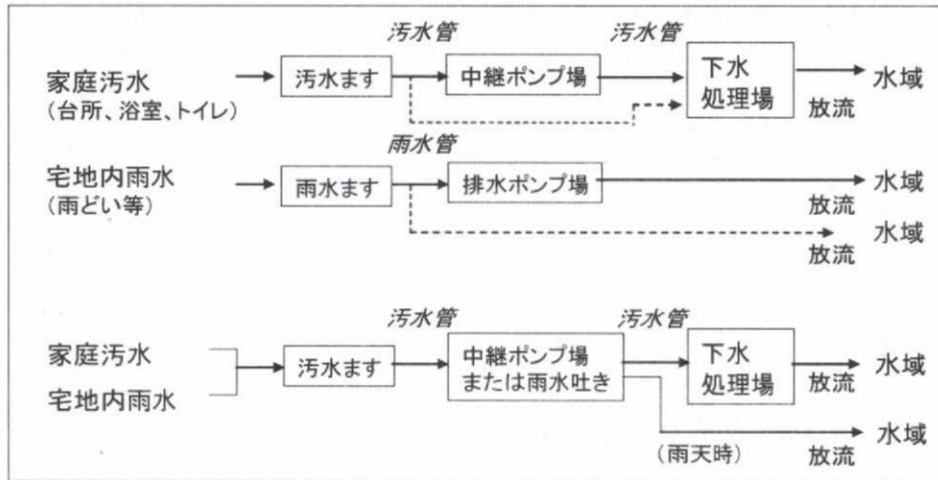 汚水管 汚水管
家庭汚水
(台所、浴室、トイレ)
汚水ます
中継ポンプ場
下水
処理場
放流
水域
雨水管
宅地内雨水
(雨どい等)
雨水ます
排水ポンプ場
放流
水域
放流
水域
汚水管 汚水管
家庭汚水
宅地内雨水
汚水ます
中継ポンプ場
または雨水吐き
下水
処理場
放流
水域
(雨天時)
放流
水域